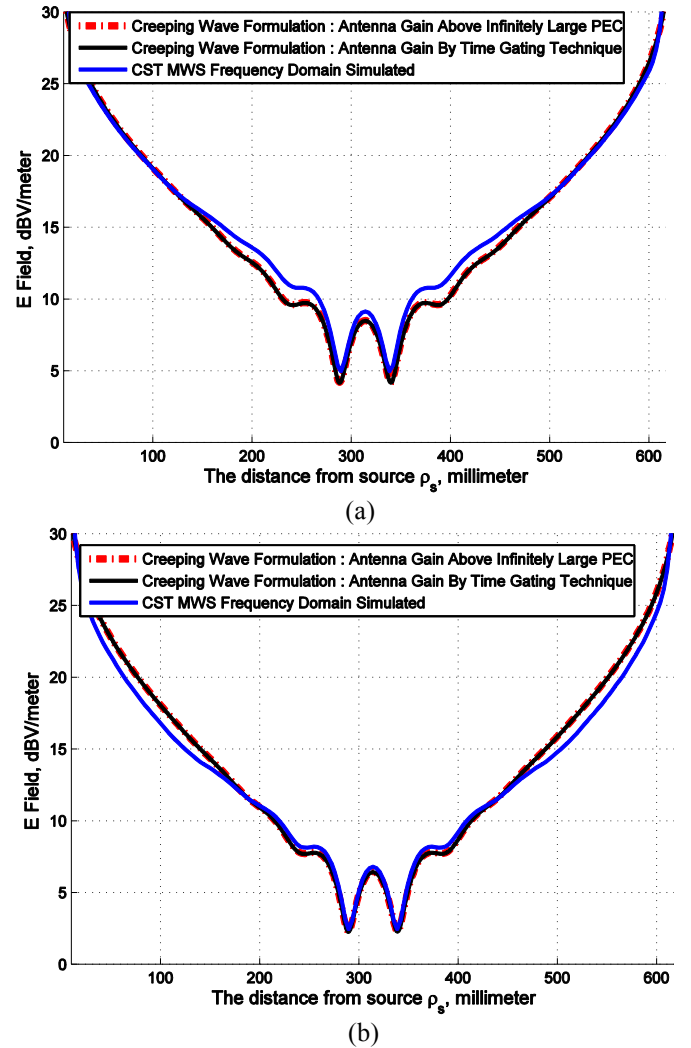 30
Creeping Wave Formulation : Antenna Gain Above Infinitely Large PEC
Creeping Wave Formulation : Antenna Gain By Time Gating Technique
CST MWS Frequency Domain Simulated
25
20
15
10
5
0
E Field, dBV/meter
100 200 300 400 500 600
The distance from source ρs, millimeter
(a)
30
Creeping Wave Formulation : Antenna Gain Above Infinitely Large PEC
Creeping Wave Formulation : Antenna Gain By Time Gating Technique
CST MWS Frequency Domain Simulated
25
20
15
10
5
0
E Field, dBV/meter
100 200 300 400 500 600
The distance from source ρs, millimeter
(b)